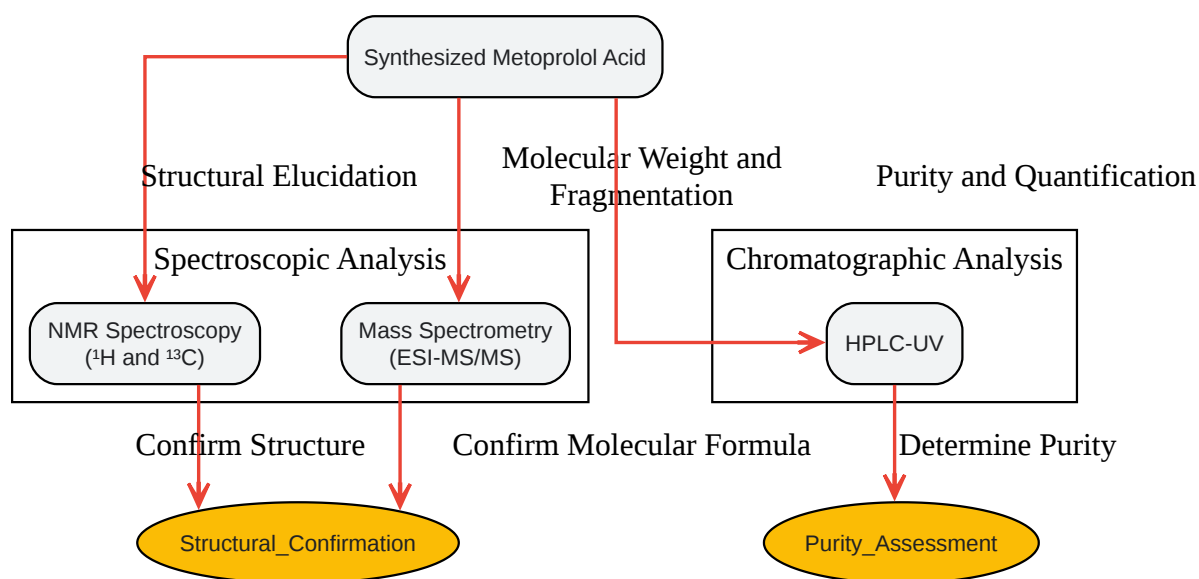 Synthesized Metoprolol Acid
Structural Elucidation
Molecular Weight and
Fragmentation
Purity and Quantification
Spectroscopic Analysis
Chromatographic Analysis
NMR Spectroscopy
(¹H and ¹³C)
Mass Spectrometry
(ESI-MS/MS)
HPLC-UV
Confirm Structure
Confirm Molecular Formula
Determine Purity
Structural_Confirmation
Purity_Assessment